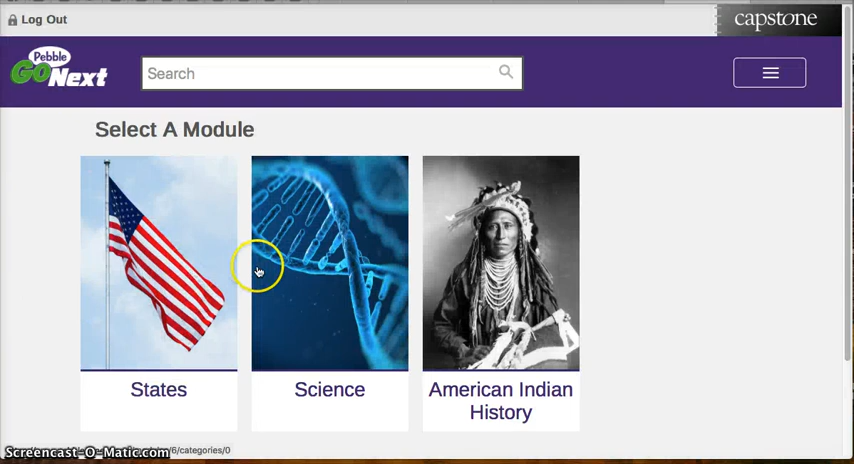 Log Out
capstone
Pebble
GO Next
Search
Select A Module
States
Science
American Indian
History
Screencast-O-Matic.com
/6/categories/0